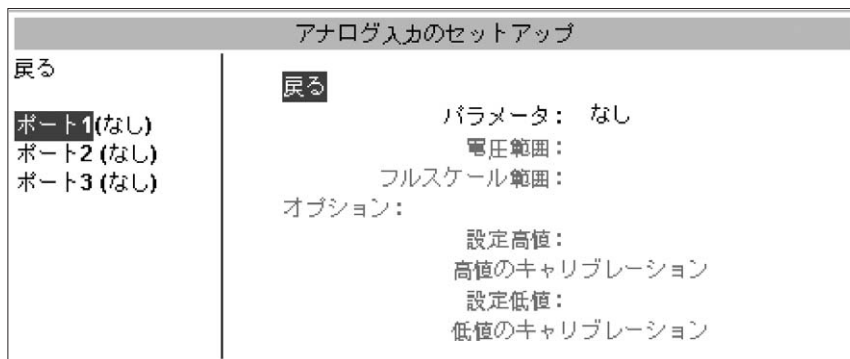 アナログ入力のセットアップ
戻る
ポート1(なし)
ポート2 (なし)
ポート3 (なし)
戻る
パラメータ： なし
電圧範囲：
フルスケール範囲：
オプション：
設定高値：
高値のキャリブレーション
設定低値：
低値のキャリブレーション